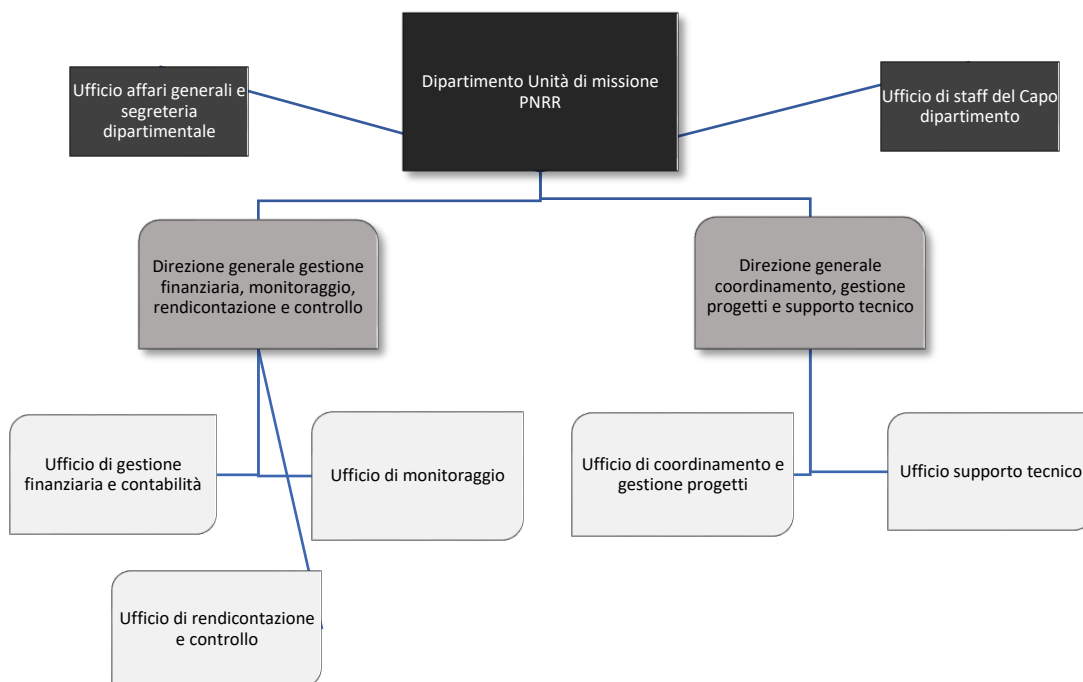 Dipartimento Unità di missione
PNRR
Ufficio affari generali e
segreteria
dipartimentale
Ufficio di staff del Capo
dipartimento
Direzione generale gestione
finanziaria, monitoraggio,
rendicontazione e controllo
Direzione generale
coordinamento, gestione
progetti e supporto tecnico
Ufficio di gestione
finanziaria e contabilità
Ufficio di monitoraggio
Ufficio di coordinamento e
gestione progetti
Ufficio supporto tecnico
Ufficio di rendicontazione
e controllo